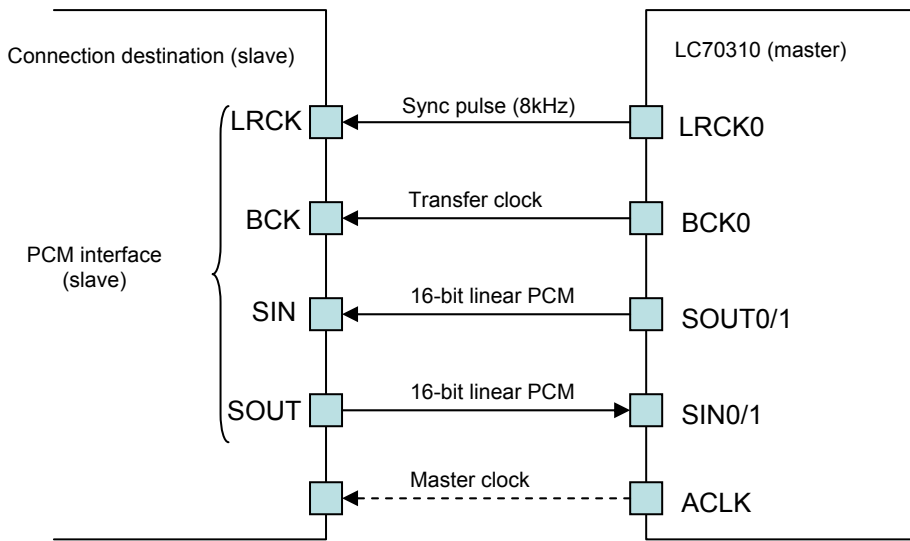 Connection destination (slave)
LC70310 (master)
LRCK
Sync pulse (8kHz)
LRCK0
BCK
Transfer clock
BCK0
PCM interface
(slave)
SIN
16-bit linear PCM
SOUT0/1
SOUT
16-bit linear PCM
SIN0/1
Master clock
ACLK